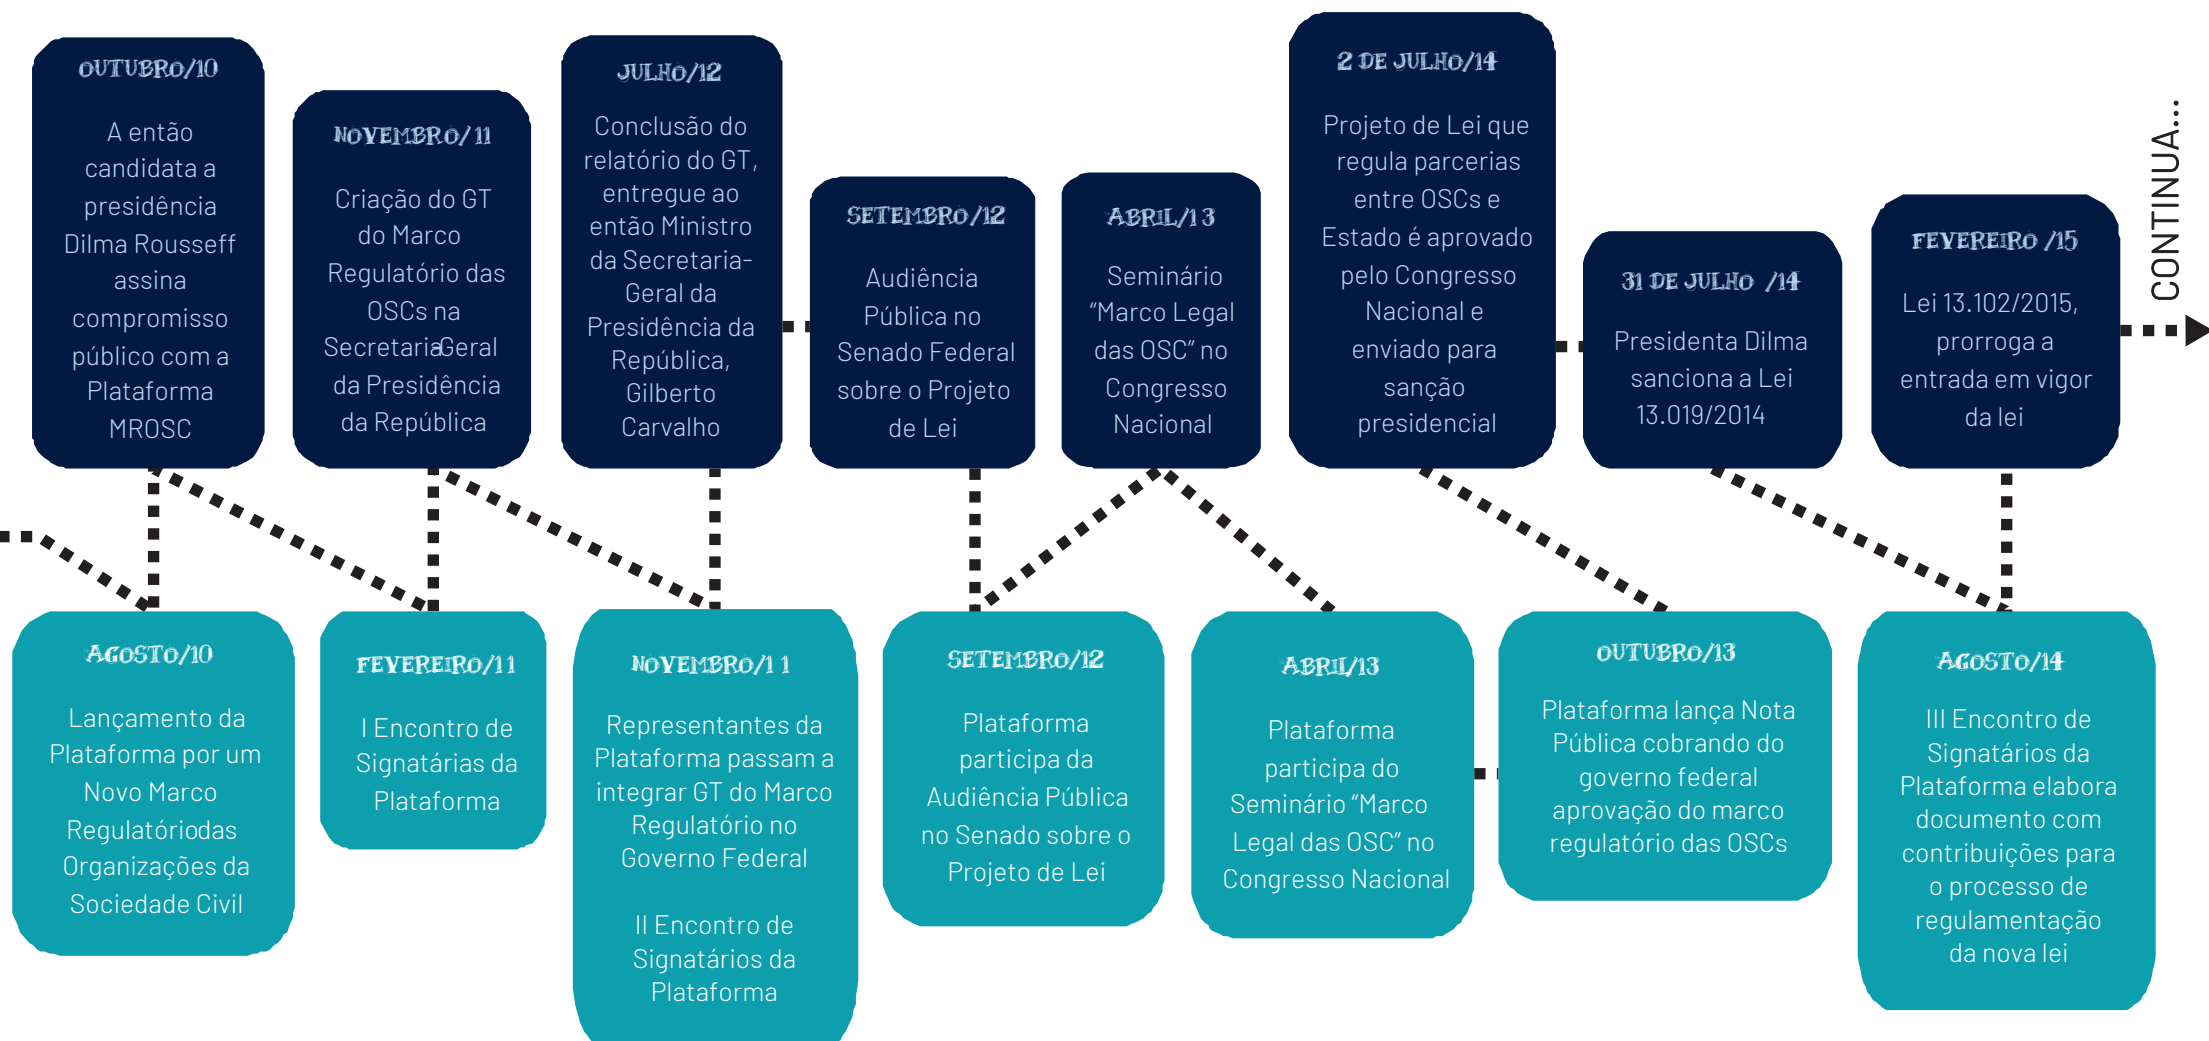 OUTUBRO/10
A então
candidata a
presidência
Dilma Rousseff
assina
compromisso
público com a
Plataforma
MROSC
NOVEMBRO/11
Criação do GT
do Marco
Regulatório das
OSCs na
Secretaria-Geral
da Presidência
da República
JULHO/12
Conclusão do
relatório do GT,
entregue ao
então Ministro
da Secretaria-
Geral da
Presidência da
República,
Gilberto
Carvalho
SETEMBRO/12
Audiência
Pública no
Senado Federal
sobre o Projeto
de Lei
ABRIL/13
Seminário
"Marco Legal
das OSC" no
Congresso
Nacional
2 DE JULHO/14
Projeto de Lei que
regula parcerias
entre OSCs e
Estado é aprovado
pelo Congresso
Nacional e
enviado para
sanção
presidencial
31 DE JULHO /14
Presidenta Dilma
sanciona a Lei
13.019/2014
FEVEREIRO /15
Lei 13.102/2015,
prorroga a
entrada em vigor
da lei
CONTINUA...
AGOSTO/10
Lançamento da
Plataforma por um
Novo Marco
Regulatóriodas
Organizações da
Sociedade Civil
FEVEREIRO/11
I Encontro de
Signatárias da
Plataforma
NOVEMBRO/11
Representantes da
Plataforma passam a
integrar GT do Marco
Regulatório no
Governo Federal
II Encontro de
Signatários da
Plataforma
SETEMBRO/12
Plataforma
participa da
Audiência Pública
no Senado sobre o
Projeto de Lei
ABRIL/13
Plataforma
participa do
Seminário "Marco
Legal das OSC" no
Congresso Nacional
OUTUBRO/13
Plataforma lança Nota
Pública cobrando do
governo federal
aprovação do marco
regulatório das OSCs
AGOSTO/14
III Encontro de
Signatários da
Plataforma elabora
documento com
contribuições para
o processo de
regulamentação
da nova lei